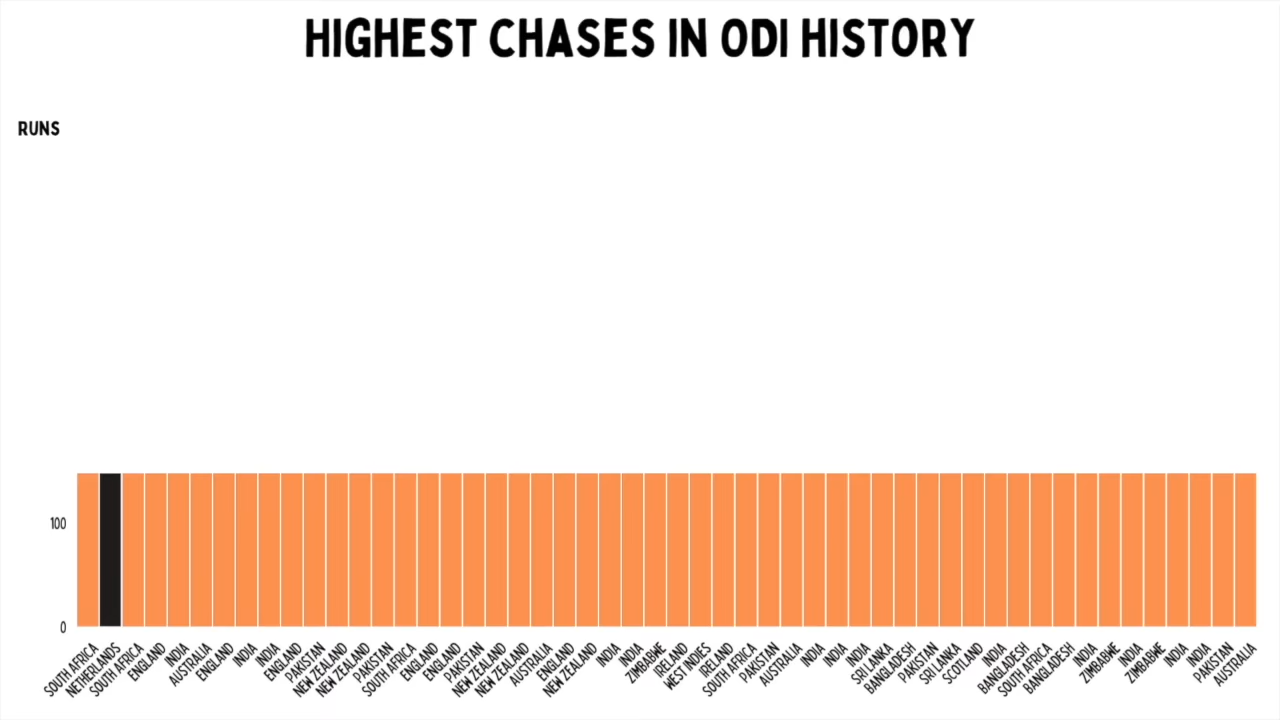 HIGHEST CHASES IN ODI HISTORY
RUNS
100
0
SOUTH AFRICA
NETHERLANDS
SOUTH AFRICA
ENGLAND
INDIA
AUSTRALIA
ENGLAND
INDIA
INDIA
ENGLAND
PAKISTAN
NEW ZEALAND
NEW ZEALAND
PAKISTAN
SOUTH AFRICA
ENGLAND
ENGLAND
PAKISTAN
NEW ZEALAND
NEW ZEALAND
AUSTRALIA
ENGLAND
NEW ZEALAND
INDIA
INDIA
ZIMBABWE
IRELAND
WEST INDIES
IRELAND
SOUTH AFRICA
PAKISTAN
AUSTRALIA
INDIA
INDIA
INDIA
SRI LANKA
BANGLADESH
PAKISTAN
SRI LANKA
SCOTLAND
INDIA
BANGLADESH
SOUTH AFRICA
BANGLADESH
INDIA
ZIMBABWE
INDIA
ZIMBABWE
INDIA
INDIA
PAKISTAN
AUSTRALIA